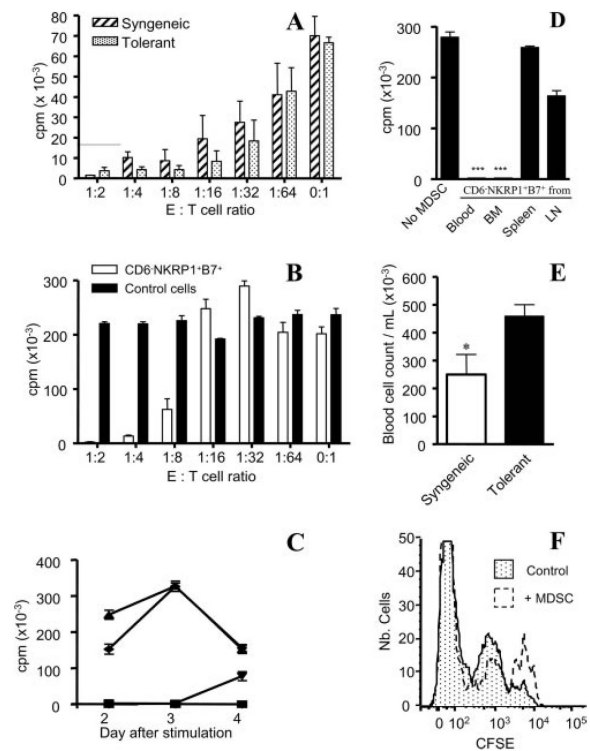 A
Syngeneic
Tolerant
cpm (x 10-3)
80
70
60
50
40
30
20
10
0
1:2 1:4 1:8 1:16 1:32 1:64 0:1
E : T cell ratio
D
cpm (x 10-3)
300
200
100
0
*** ***
CD6-NKRP1+B7+ from
No MDSC
Blood
BM
Spleen
LN
B
CD6-NKRP1+B7+
Control cells
cpm (x10-3)
300
200
100
0
1:2 1:4 1:8 1:16 1:32 1:64 0:1
E : T cell ratio
E
Blood cell count / mL (x10-3)
600
500
400
300
200
100
0
*
Syngeneic
Tolerant
C
cpm (x10-3)
400
300
200
100
0
2 3 4
Day after stimulation
F
Control
+ MDSC
Nb. Cells
50
40
30
20
10
0
0 102 103 104 105
CFSE